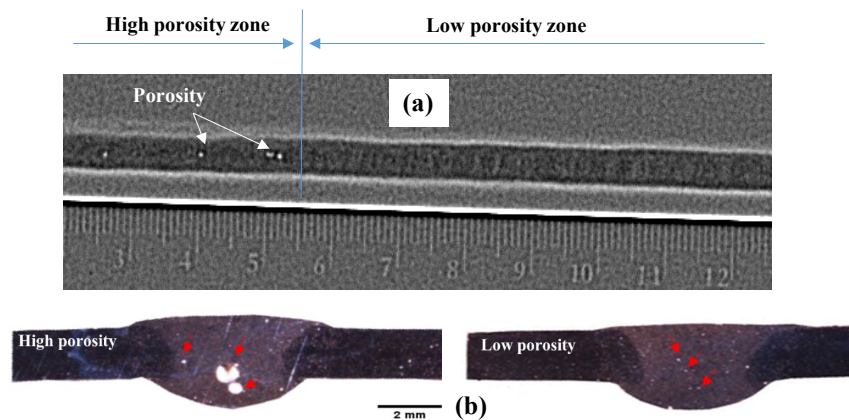 High porosity zone
Low porosity zone
Porosity
(a)
3 4 5 6 7 8 9 10 11 12
High porosity
Low porosity
2 mm
(b)